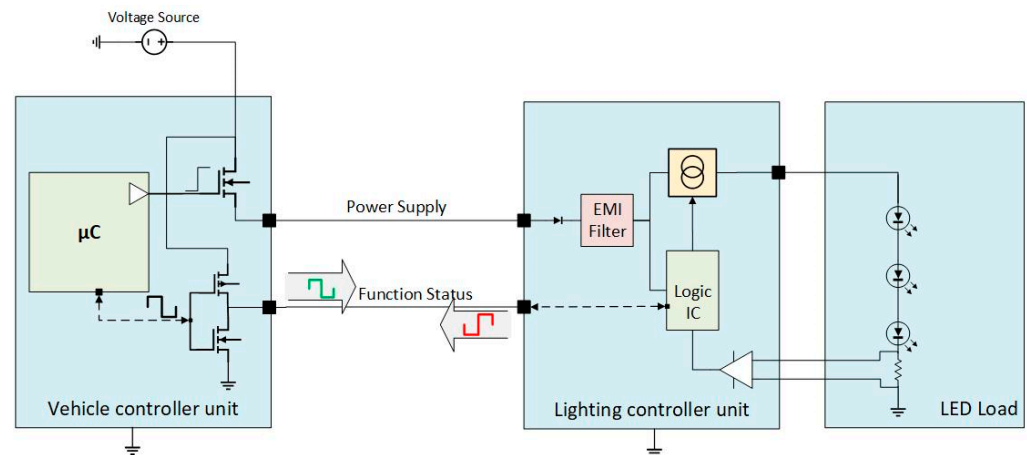 Voltage Source
µC
Power Supply
EMI
Filter
Function Status
Logic
IC
Vehicle controller unit
Lighting controller unit
LED Load